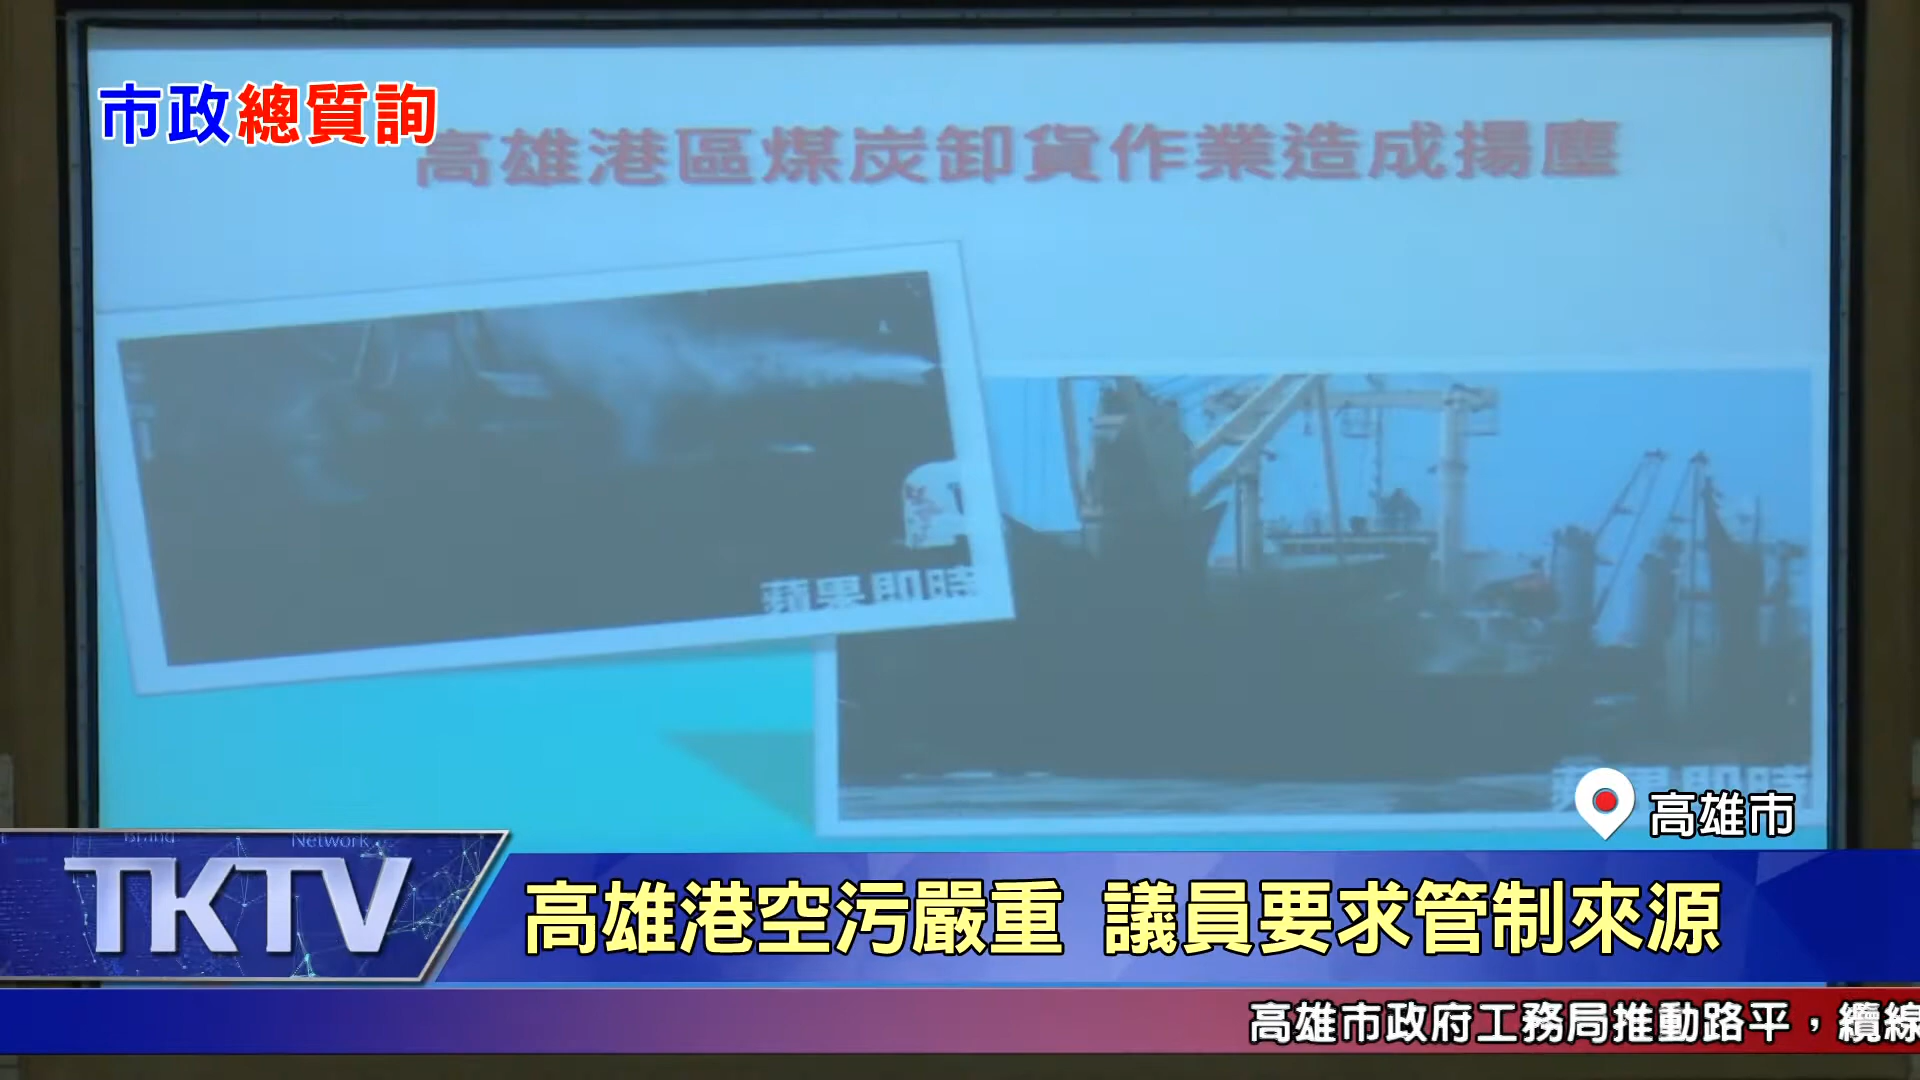 市政總質詢
高雄港區煤炭卸貨作業造成揚塵
蘋果即時
蘋果即時
高雄市
Brand
Network
TKTV
高雄港空污嚴重 議員要求管制來源
高雄市政府工務局推動路平，纜線